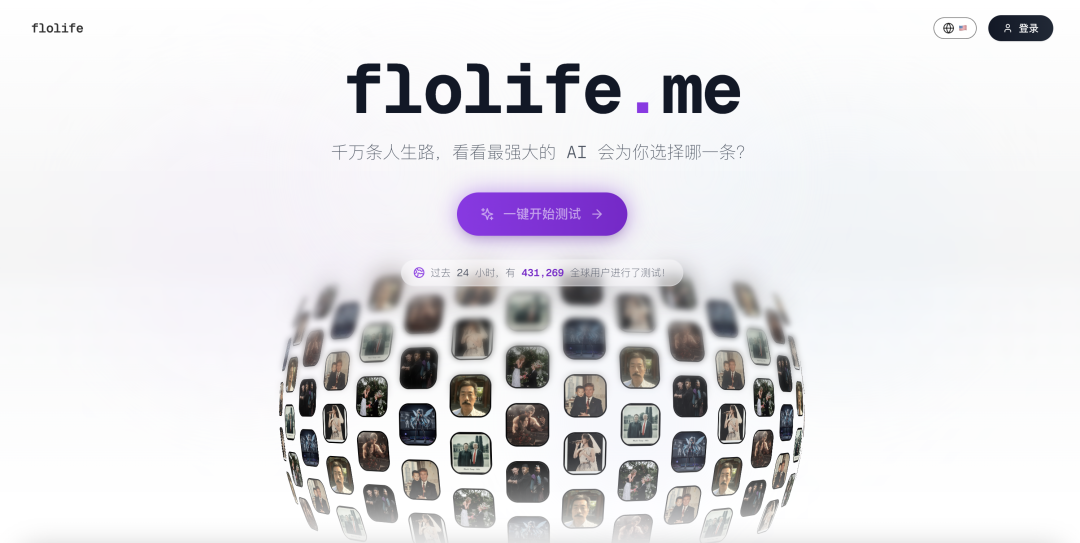 flolife
登录
flolife.me
千万条人生路，看看最强大的 AI 会为你选择哪一条？
一键开始测试
过去 24 小时，有 431,269 全球用户进行了测试！